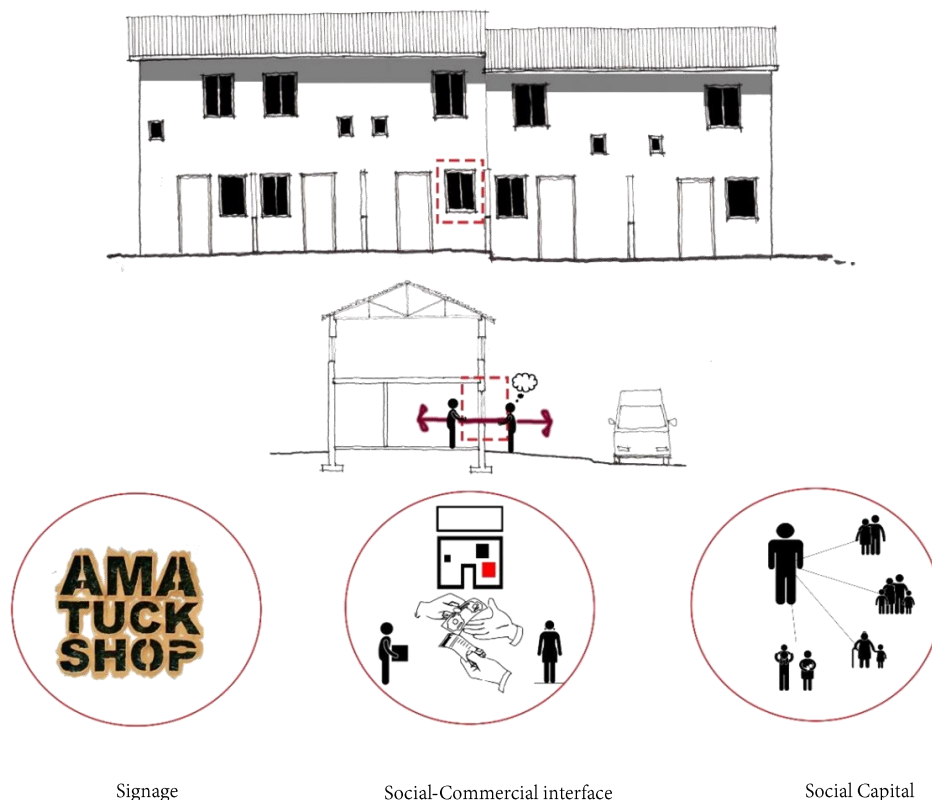 AMA
TUCK
SHOP
Signage
Social-Commercial interface
Social Capital